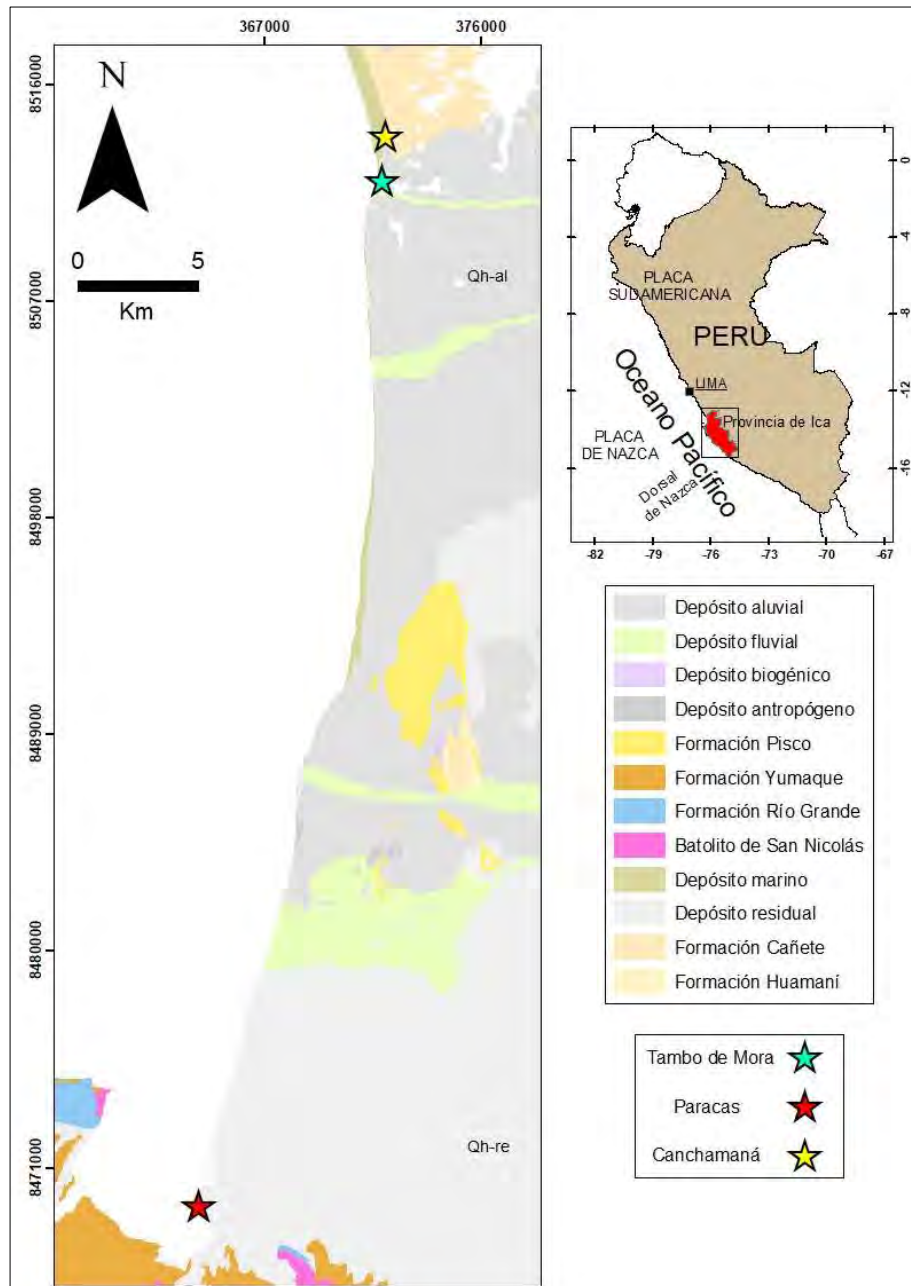 367000
376000
8516000
8507000
8498000
8489000
8480000
8471000
N
0
5
Km
Qh-al
Qh-re
0
-4
-8
-12
-16
-82
-79
-76
-73
-70
-67
PLACA
SUDAMERICANA
PERU
LIMA
Provincia de Ica
Oceano Pacífico
PLACA
DE NAZCA
Dorsal
de Nazca
Depósito aluvial
Depósito fluvial
Depósito biogénico
Depósito antropógeno
Formación Pisco
Formación Yumaque
Formación Río Grande
Batolito de San Nicolás
Depósito marino
Depósito residual
Formación Cañete
Formación Huamaní
Tambo de Mora
Paracas
Canchamaná